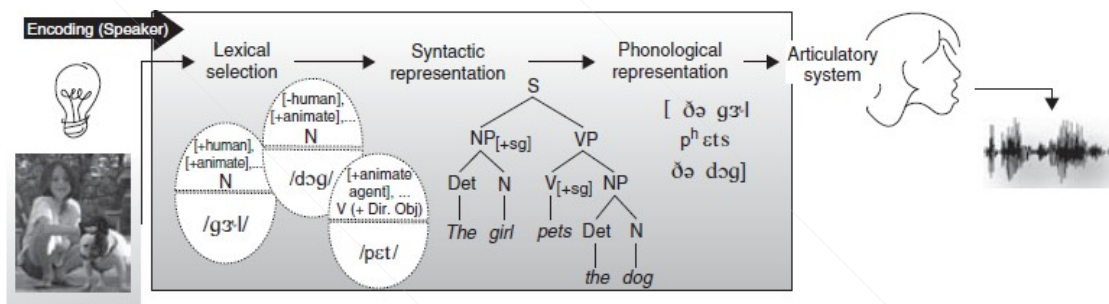 Encoding (Speaker)
Lexical
selection
Syntactic
representation
Phonological
representation
Articulatory
system
[-human],
[+animate],...
N
/dɔg/
[+human],
[+animate],...
N
/gɝl/
[+animate
agent], ...
V (+ Dir. Obj)
/pɛt/
S
NP[+sg] VP
Det N V[+sg] NP
The girl pets Det N
the dog
[ ðə gɝl
pʰ ɛts
ðə dɔg]